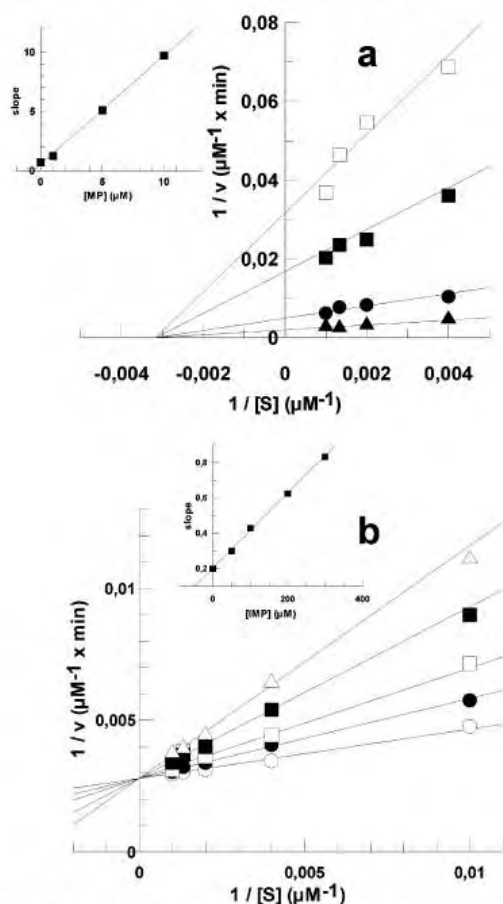 a
0,08
0,06
0,04
0,02
0
1 / v (µM⁻¹ x min)
-0,004 -0,002 0 0,002 0,004
1 / [S] (µM⁻¹)
10
5
0
slope
0 5 10
[MP] (µM)
b
0,01
0,005
0,000
1 / v (µM⁻¹ x min)
0 0,005 0,01
1 / [S] (µM⁻¹)
0,8
0,6
0,4
0,2
slope
0 200 400
[IMP] (µM)